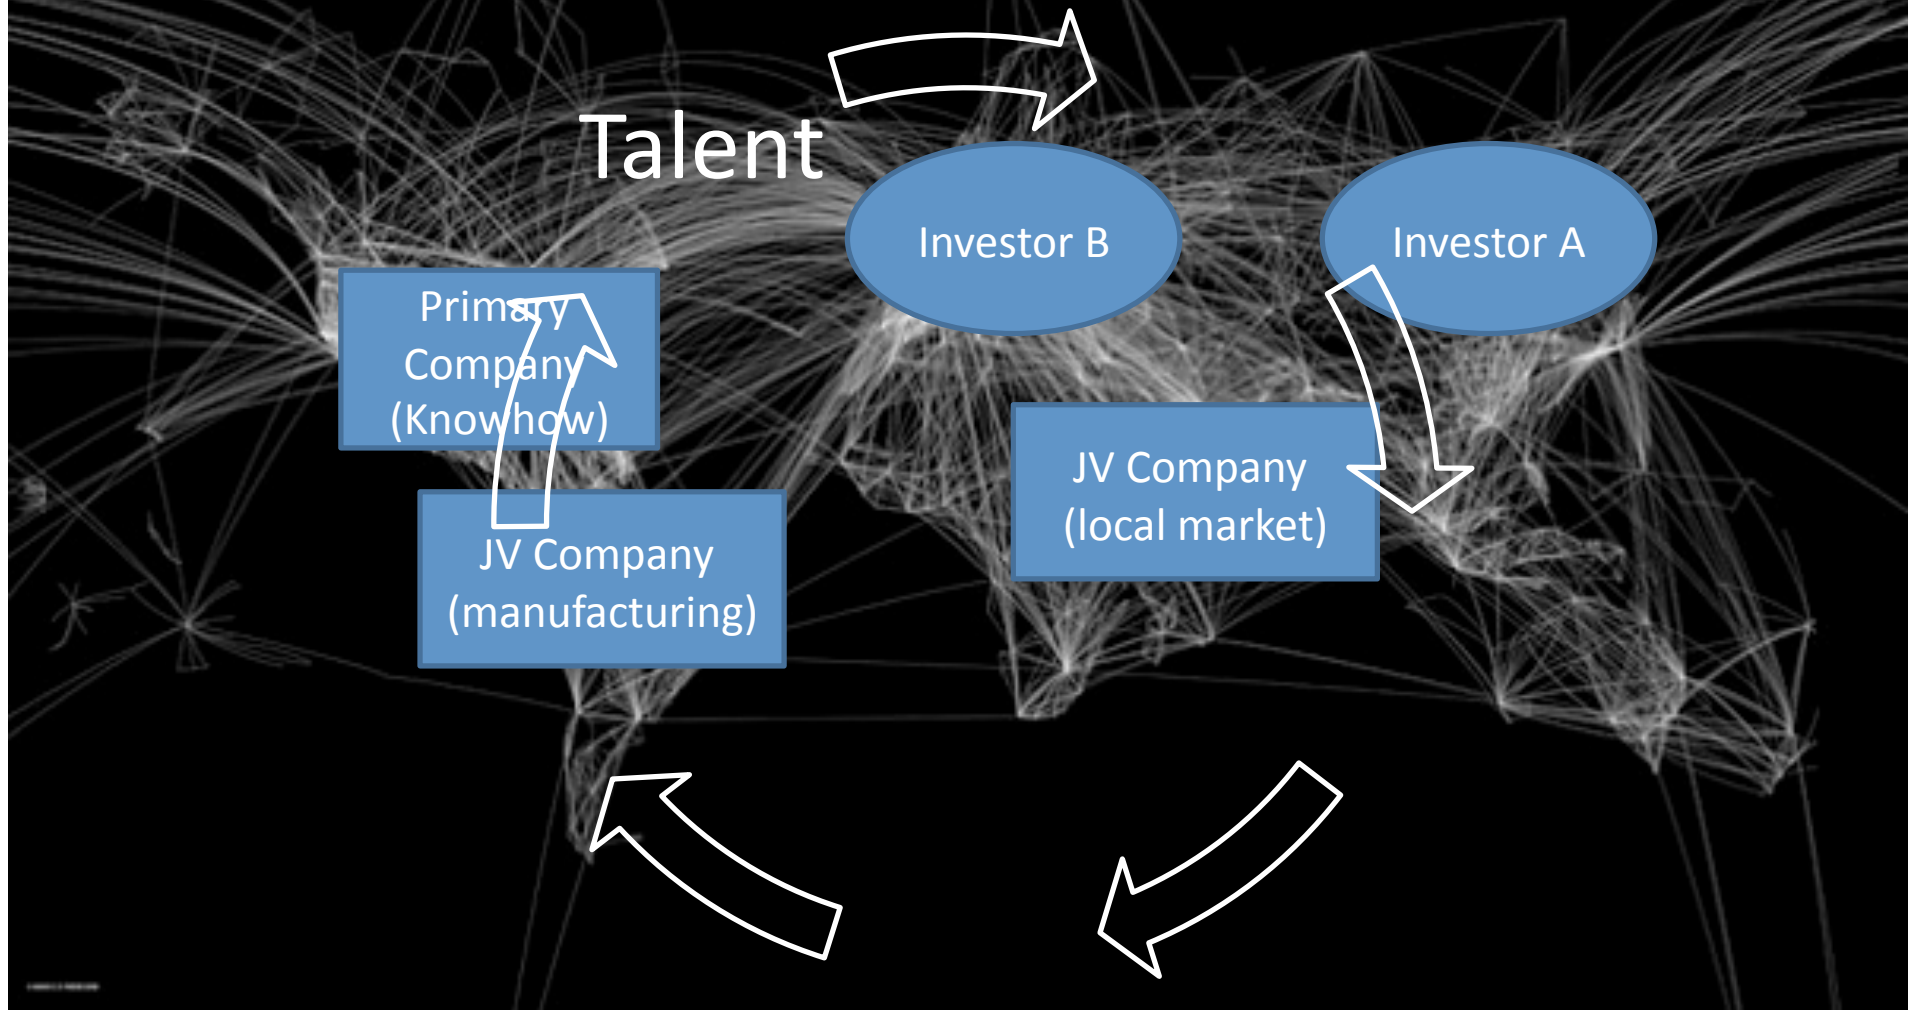 Talent
Investor B
Investor A
Primary
Company
(Knowhow)
JV Company
(local market)
JV Company
(manufacturing)